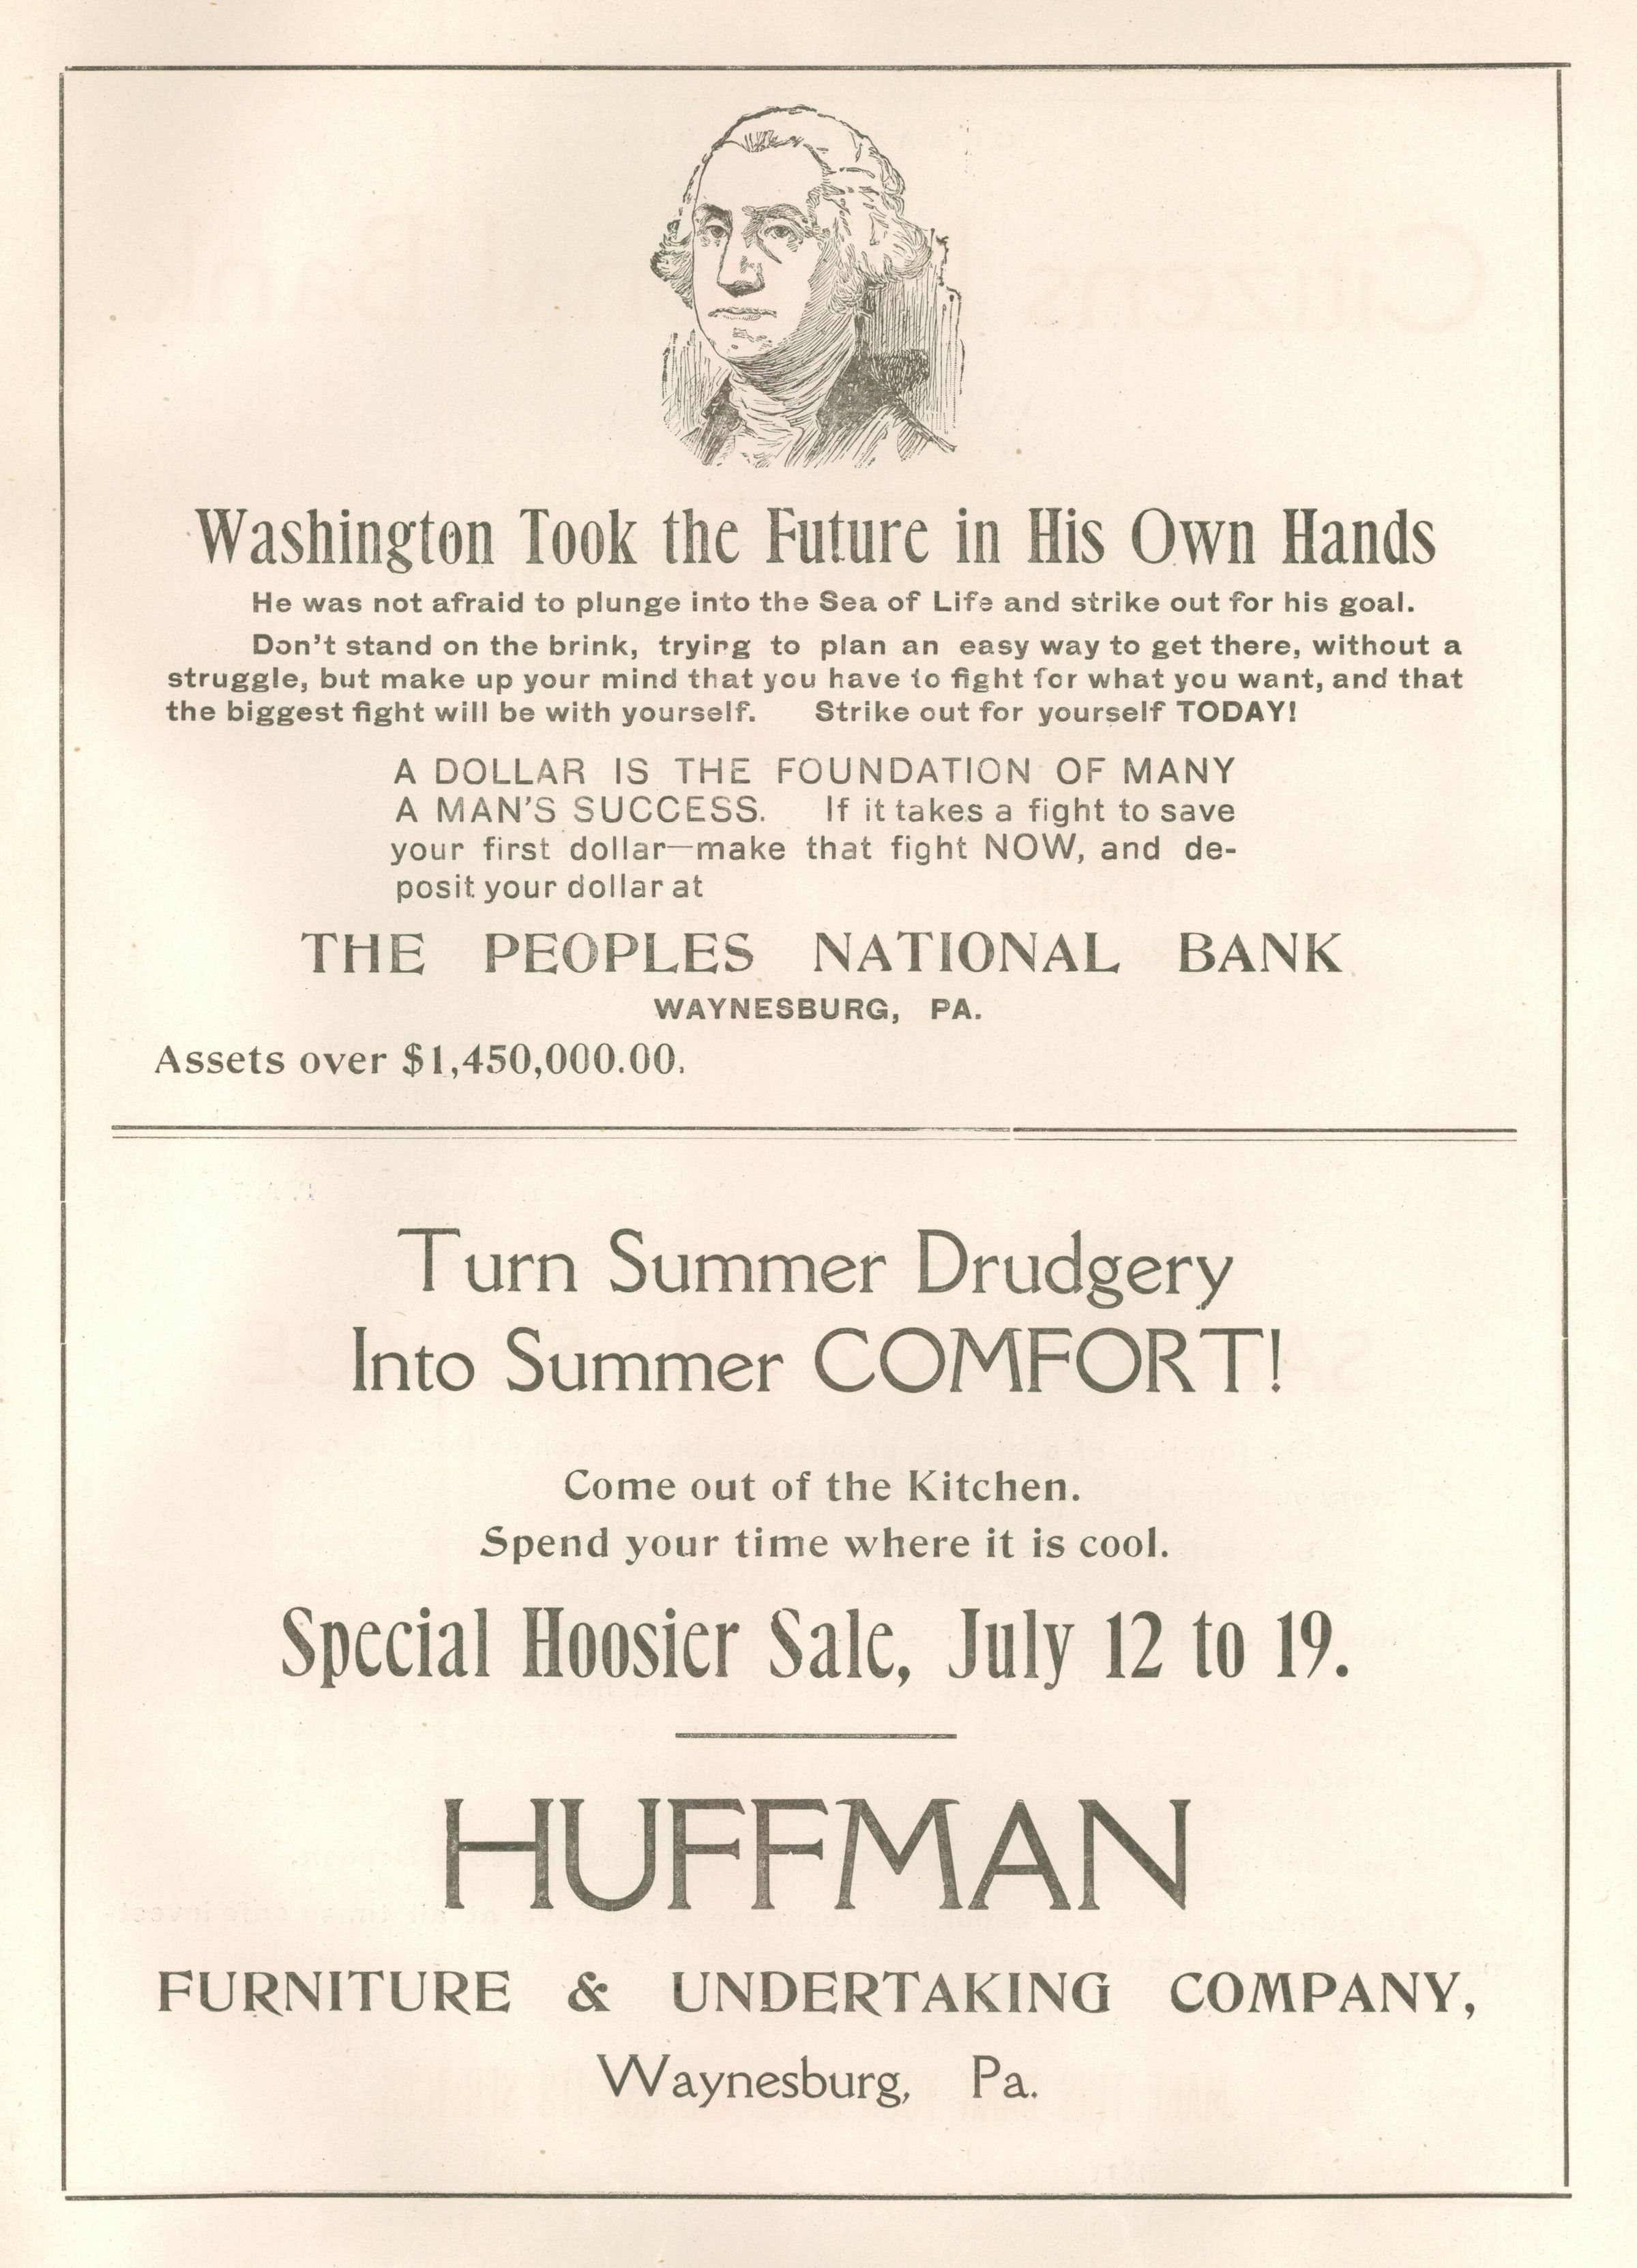 Washington Took the Future in His Own Hands
He was not afraid to plunge into the Sea of Life and strike out for his goal.
Don't stand on the brink, trying to plan an easy way to get there, without a
struggle, but make up your mind that you have to fight for what you want, and that
the biggest fight will be with yourself. Strike out for yourself TODAY!
A DOLLAR IS THE FOUNDATION OF MANY
A MAN'S SUCCESS. If it takes a fight to save
your first dollar—make that fight NOW, and de-
posit your dollar at
THE PEOPLES NATIONAL BANK
WAYNESBURG, PA.
Assets over $1,450,000.00.
Turn Summer Drudgery
Into Summer COMFORT!
Come out of the Kitchen.
Spend your time where it is cool.
Special Hoosier Sale, July 12 to 19.
HUFFMAN
FURNITURE & UNDERTAKING COMPANY,
Waynesburg, Pa.